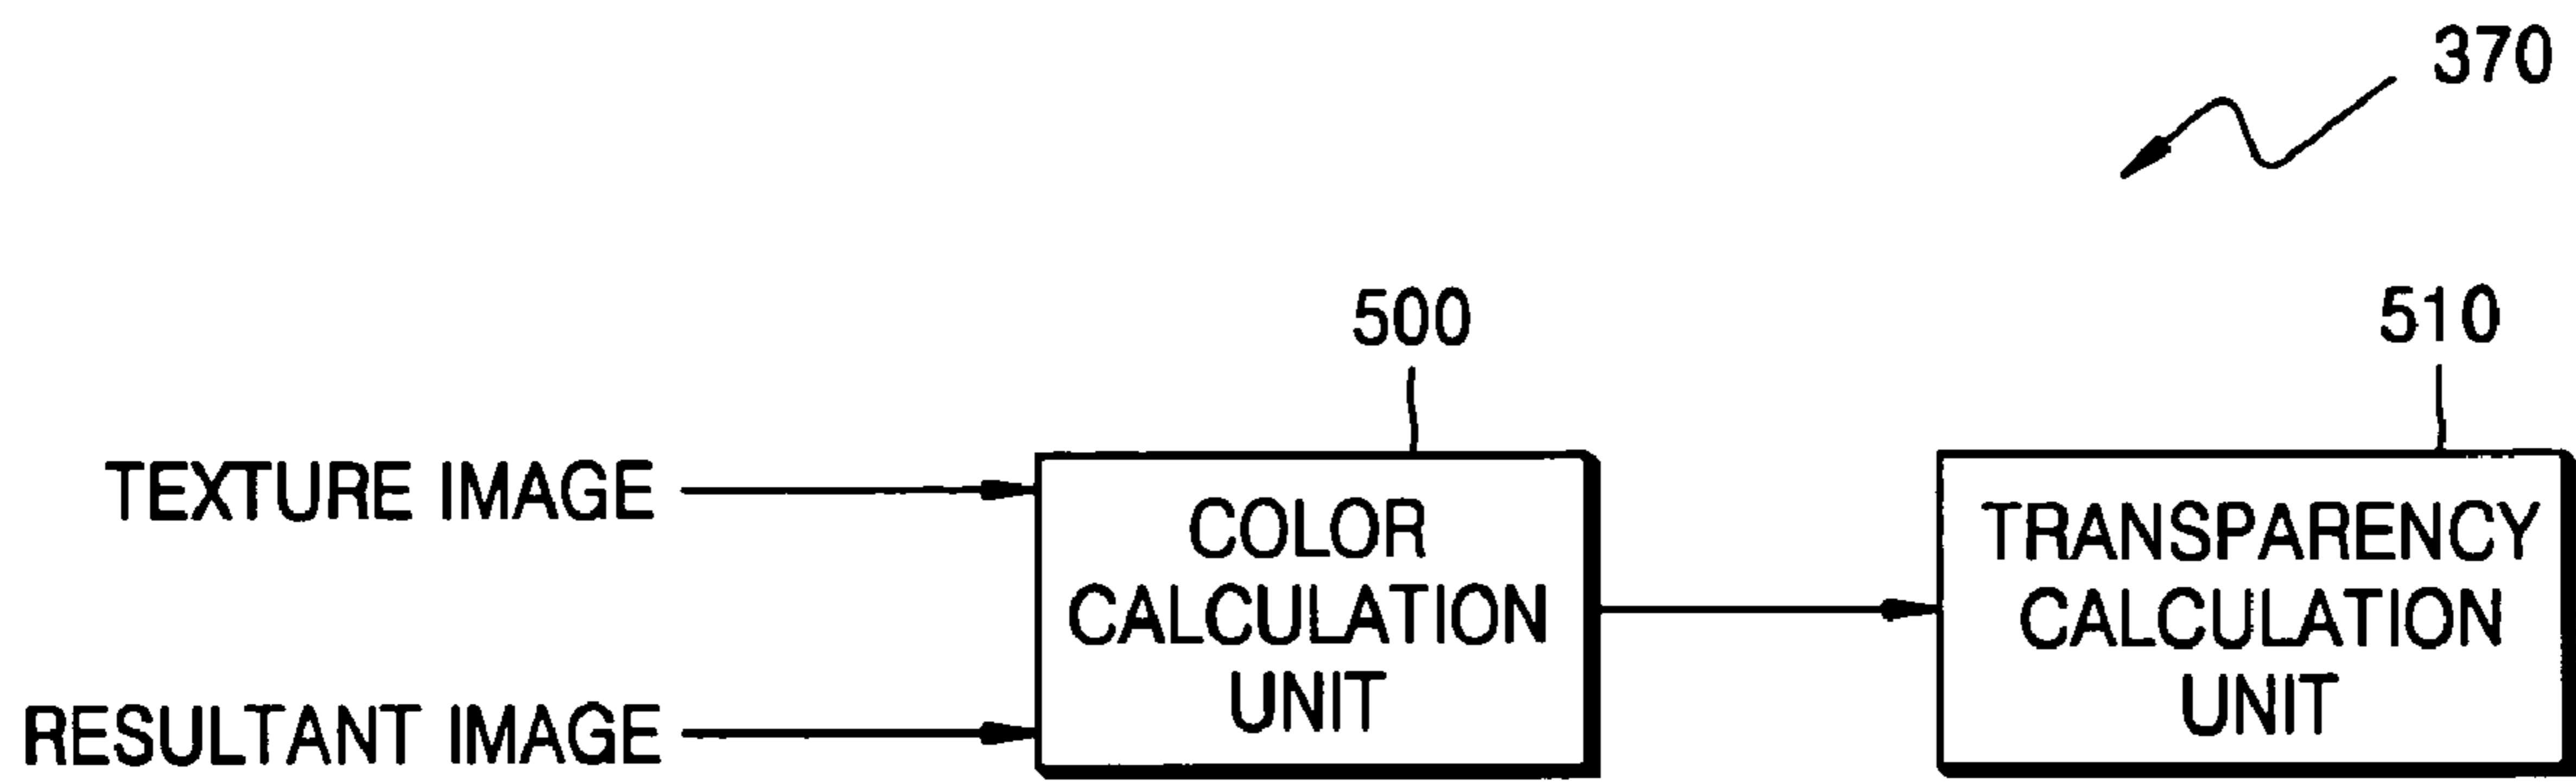 370
500
510
TEXTURE IMAGE
COLOR
CALCULATION
UNIT
TRANSPARENCY
CALCULATION
UNIT
RESULTANT IMAGE